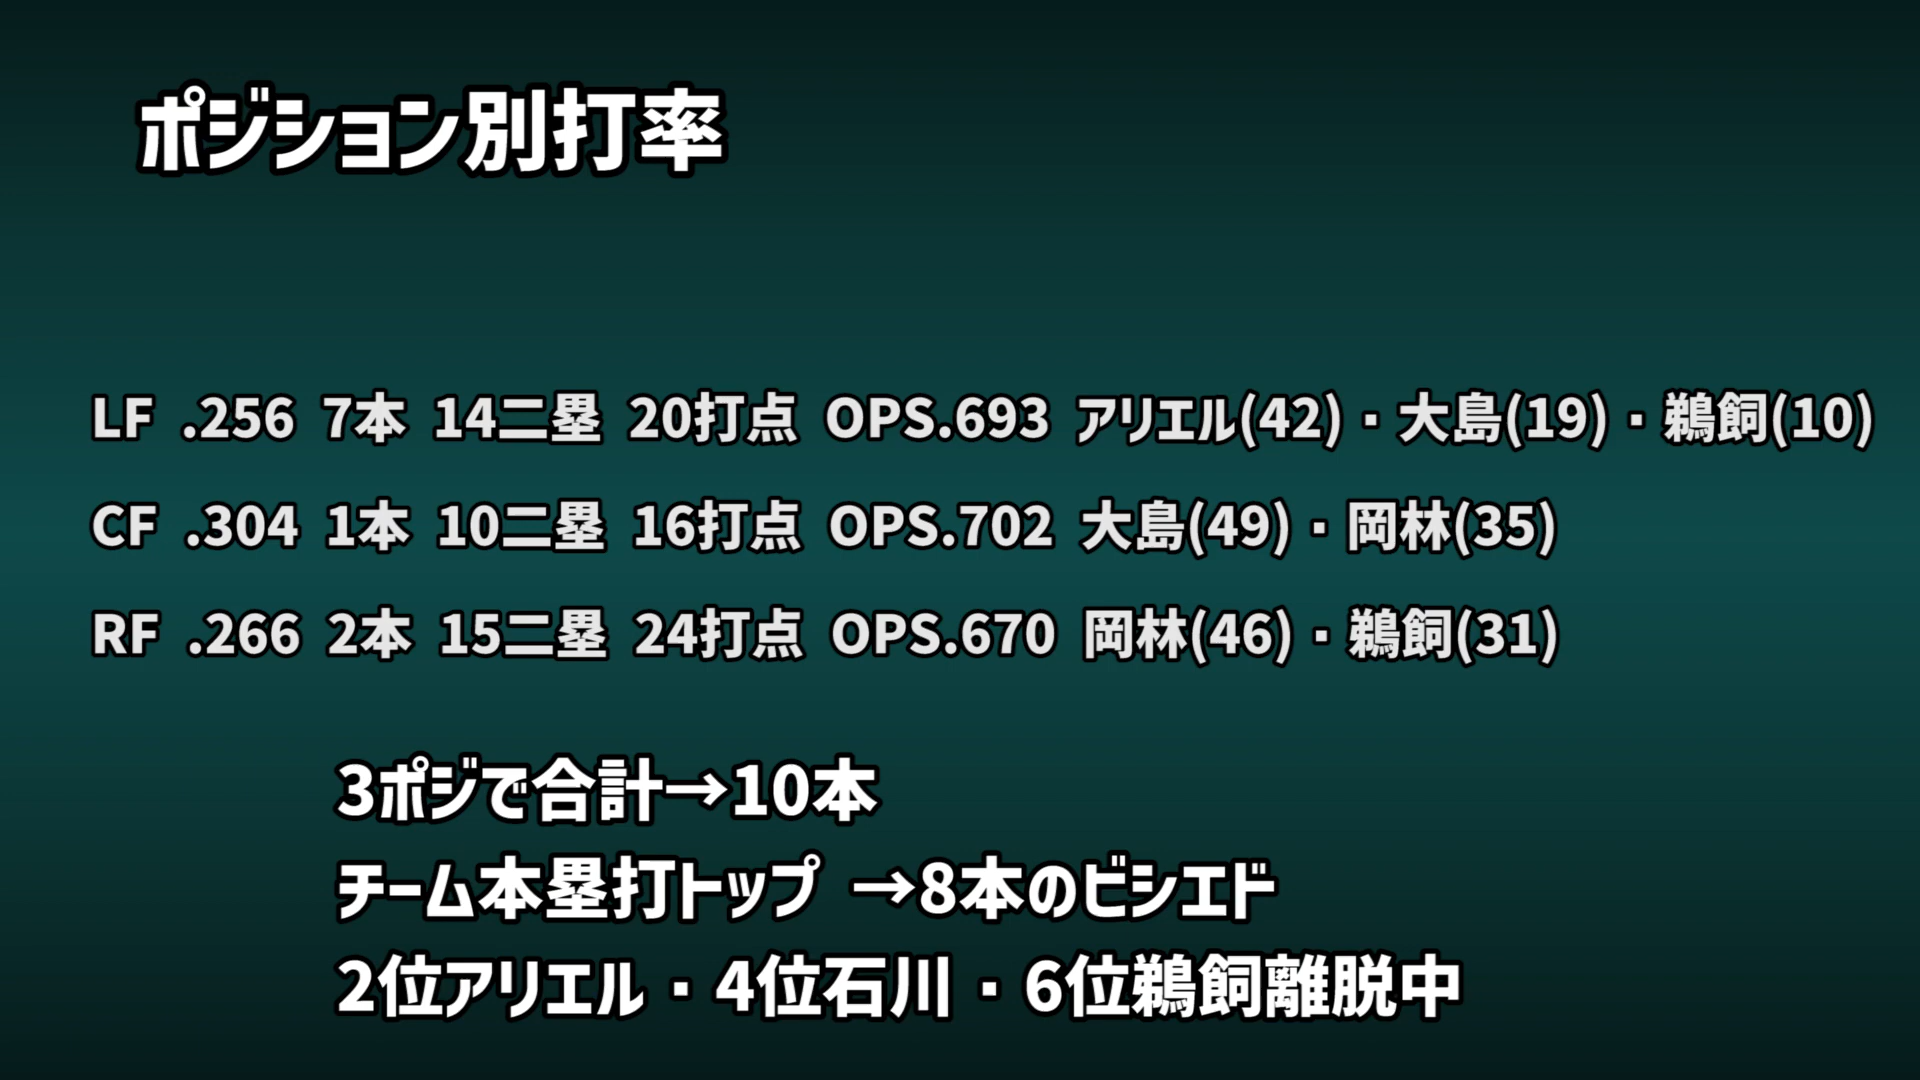 ポジション別打率
LF .256 7本 14二塁 20打点 OPS.693 アリエル(42)・大島(19)・鵜飼(10)
CF .304 1本 10二塁 16打点 OPS.702 大島(49)・岡林(35)
RF .266 2本 15二塁 24打点 OPS.670 岡林(46)・鵜飼(31)
3ポジで合計→10本
チーム本塁打トップ →8本のビシエド
2位アリエル・4位石川・6位鵜飼離脱中